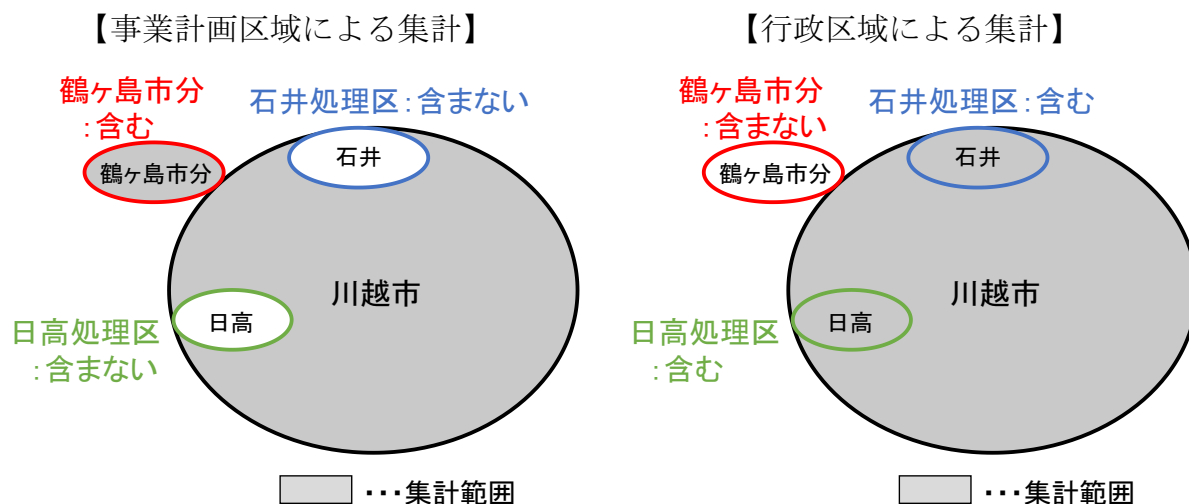 【事業計画区域による集計】
鶴ヶ島市分
：含む
石井処理区：含まない
石井
鶴ヶ島市分
川越市
日高
日高処理区
：含まない
・・・集計範囲
【行政区域による集計】
鶴ヶ島市分
：含まない
石井処理区：含む
石井
鶴ヶ島市分
川越市
日高
日高処理区
：含む
・・・集計範囲